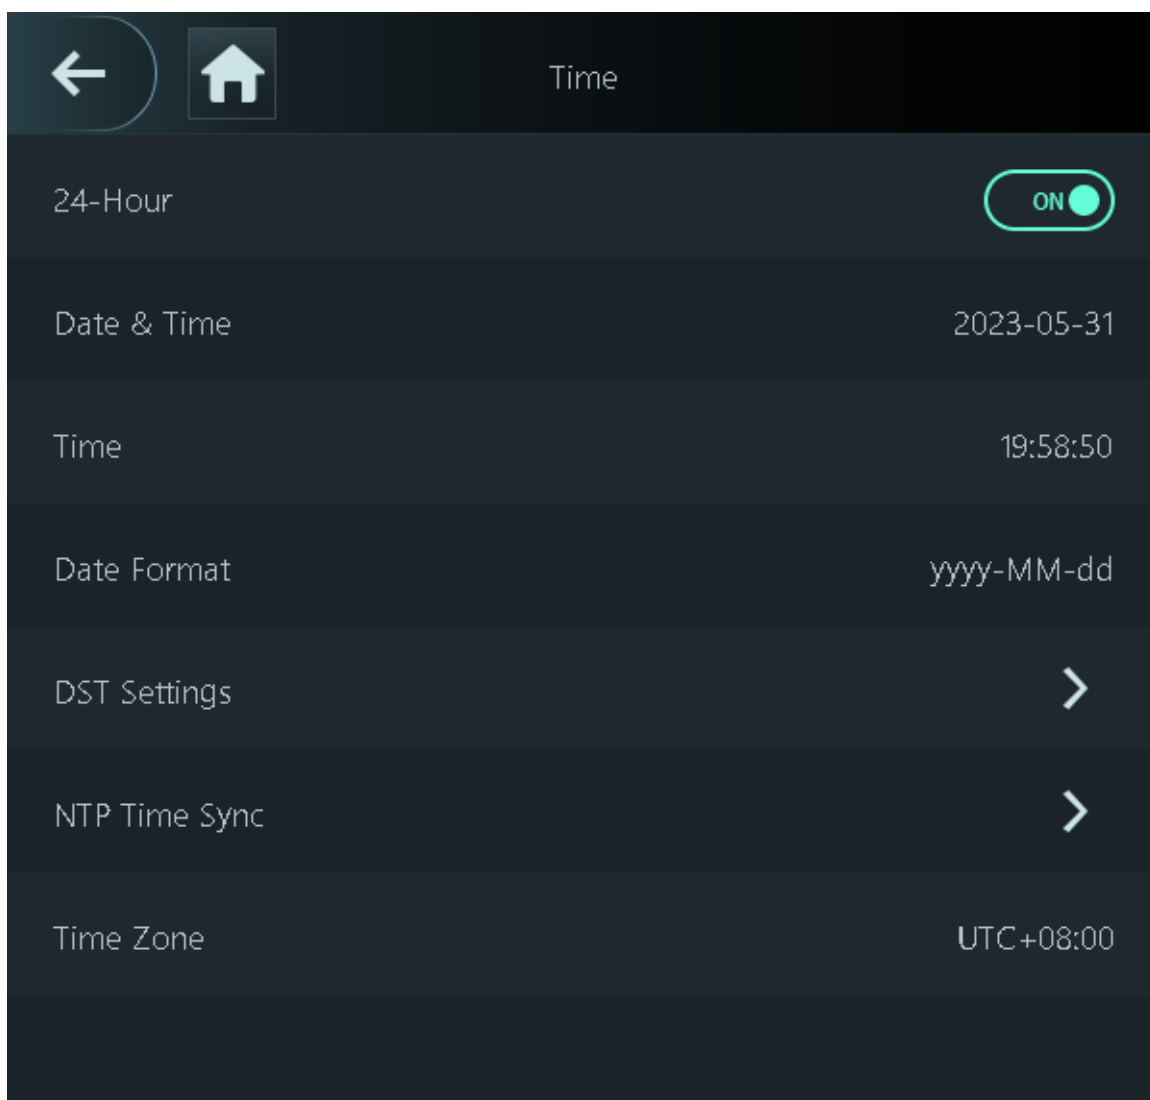 Time
24-Hour ON
Date & Time 2023-05-31
Time 19:58:50
Date Format yyyy-MM-dd
DST Settings
NTP Time Sync
Time Zone UTC+08:00